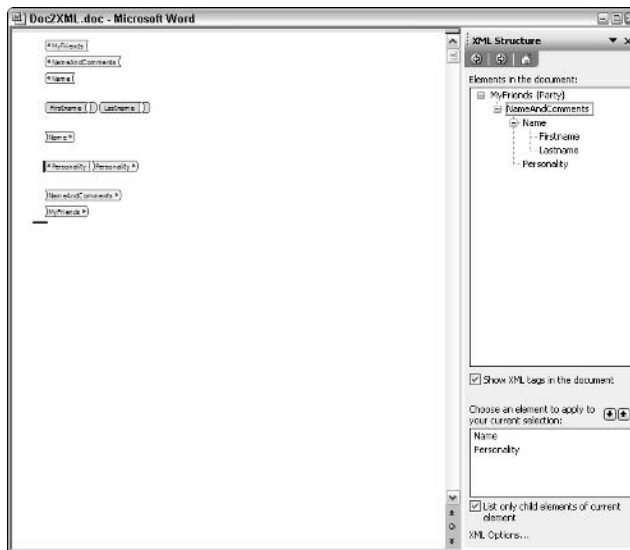 Doc2XML.doc - Microsoft Word
MyFriends
NameAndComments
Name
Firstname Lastname
Name
Personality Personality
NameAndComments
MyFriends
XML Structure
Elements in the document:
MyFriends {Party}
NameAndComments
Name
Firstname
Lastname
Personality
Show XML tags in the document
Choose an element to apply to
your current selection:
Name
Personality
List only child elements of current
element
XML Options...